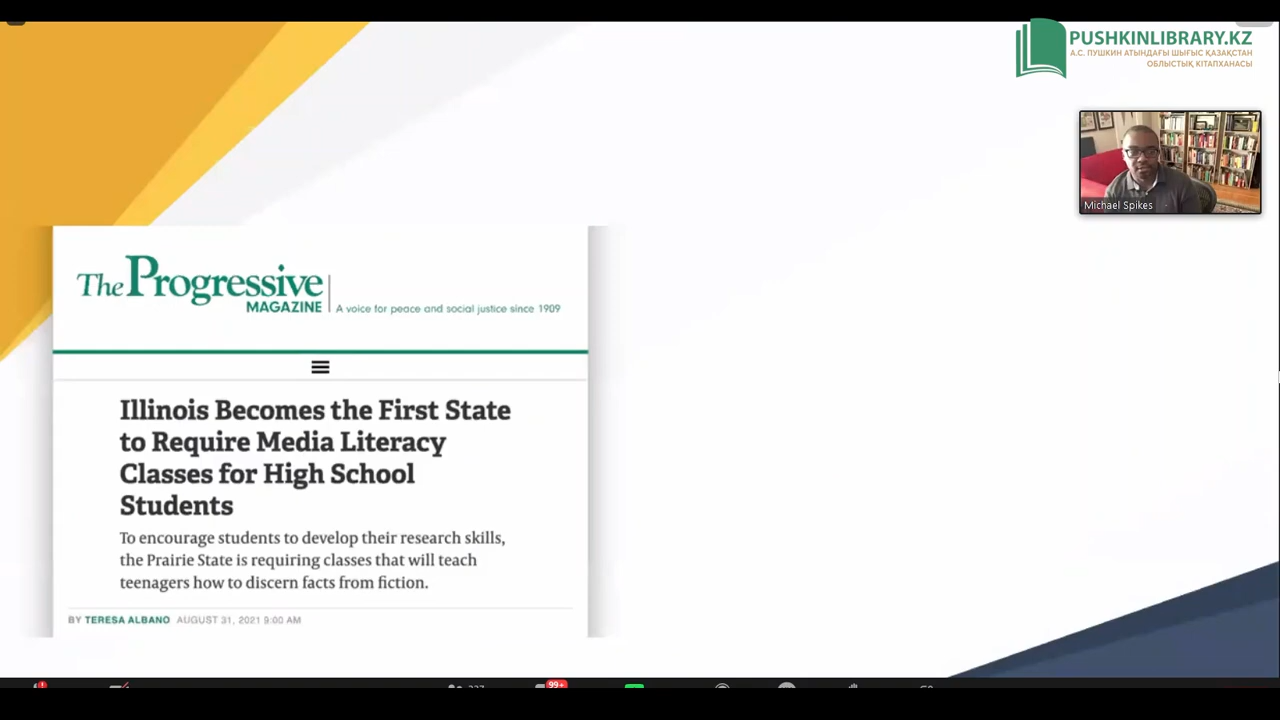 PUSHKINLIBRARY.KZ
А.С. ПУШКИН АТЫНДАҒЫ ШЫҒЫС ҚАЗАҚСТАН
ОБЛЫСТЫҚ КІТАПХАНАСЫ
Michael Spikes
The Progressive
MAGAZINE
A voice for peace and social justice since 1909
Illinois Becomes the First State
to Require Media Literacy
Classes for High School
Students
To encourage students to develop their research skills,
the Prairie State is requiring classes that will teach
teenagers how to discern facts from fiction.
BY TERESA ALBANO AUGUST 31, 2021 9:00 AM
99+